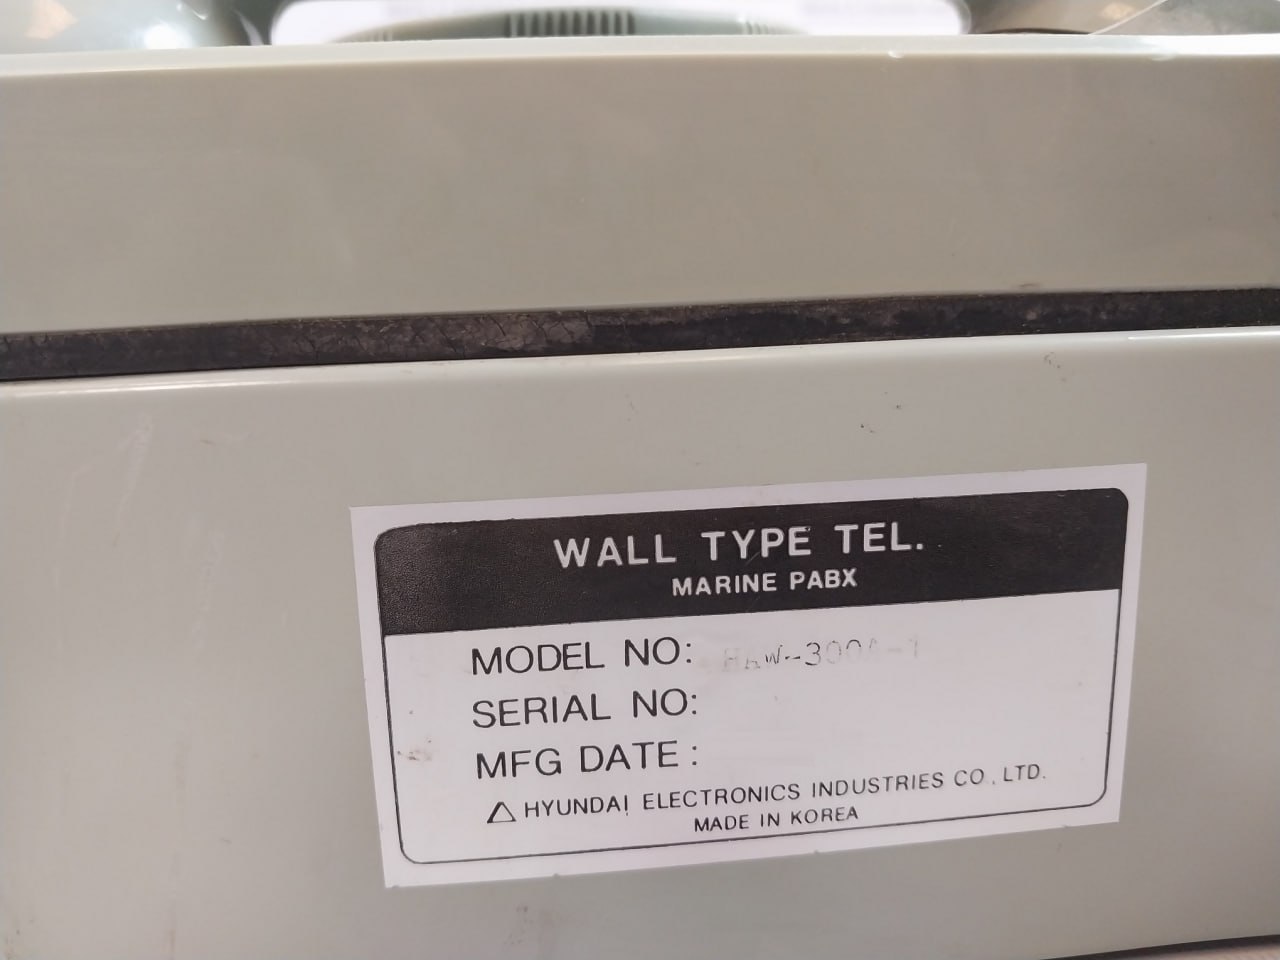 WALL TYPE TEL.
MARINE PABX
MODEL NO:
SERIAL NO:
MFG DATE :
HYUNDAI ELECTRONICS INDUSTRIES CO., LTD.
MADE IN KOREA